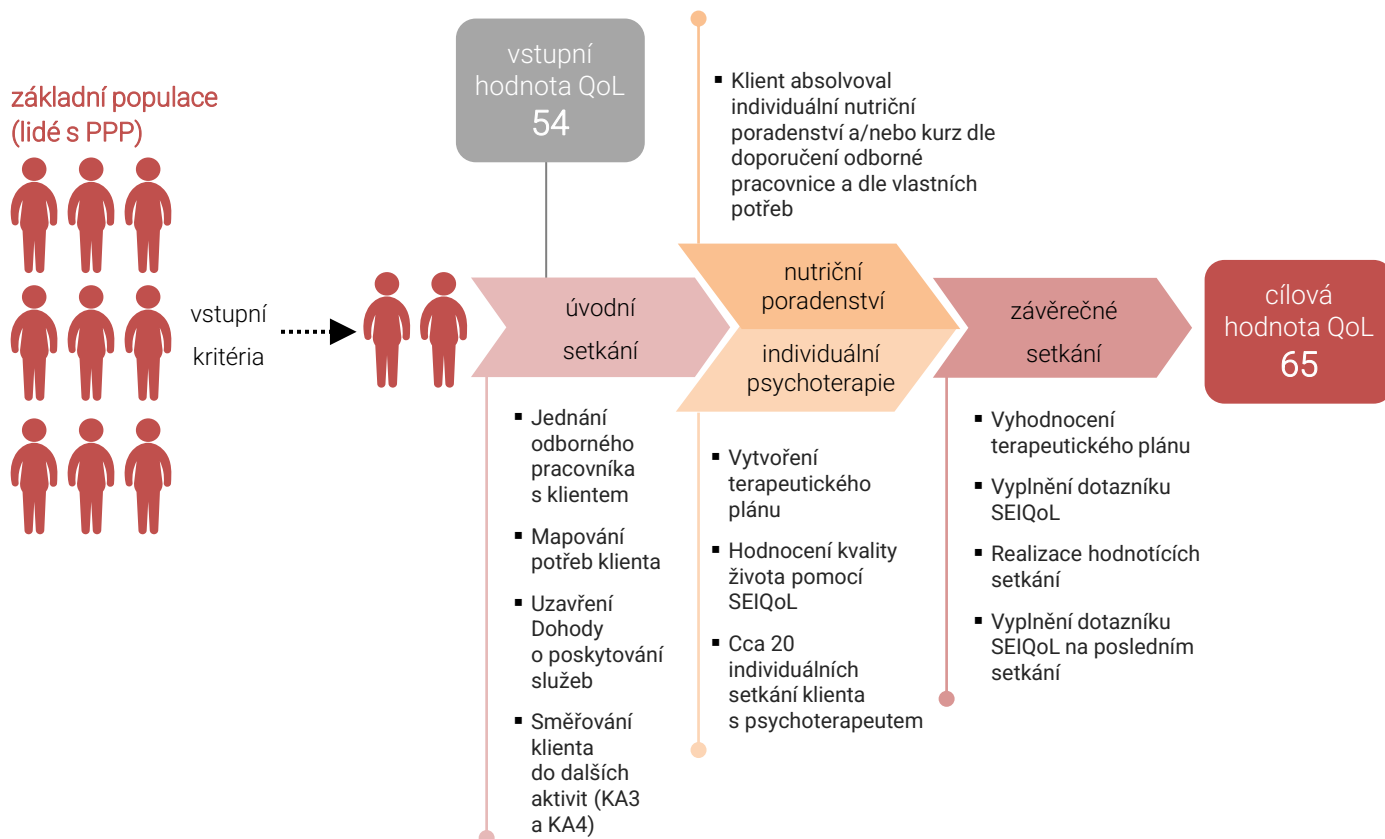 základní populace
(lidé s PPP)
vstupní
kritéria
vstupní
hodnota QoL
54
úvodní
setkání
▪ Jednání
odborného
pracovníka
s klientem
▪ Mapování
potřeb klienta
▪ Uzavření
Dohody
o poskytování
služeb
▪ Směřování
klienta
do dalších
aktivit (KA3
a KA4)
▪ Klient absolvoval
individuální nutriční
poradenství a/nebo kurz dle
doporučení odborné
pracovnice a dle vlastních
potřeb
nutriční
poradenství
individuální
psychoterapie
▪ Vytvoření
terapeutického
plánu
▪ Hodnocení kvality
života pomocí
SEIQoL
▪ Cca 20
individuálních
setkání klienta
s psychoterapeutem
závěrečné
setkání
▪ Vyhodnocení
terapeutického plánu
▪ Vyplnění dotazníku
SEIQoL
▪ Realizace hodnotících
setkání
▪ Vyplnění dotazníku
SEIQoL na posledním
setkání
cílová
hodnota QoL
65